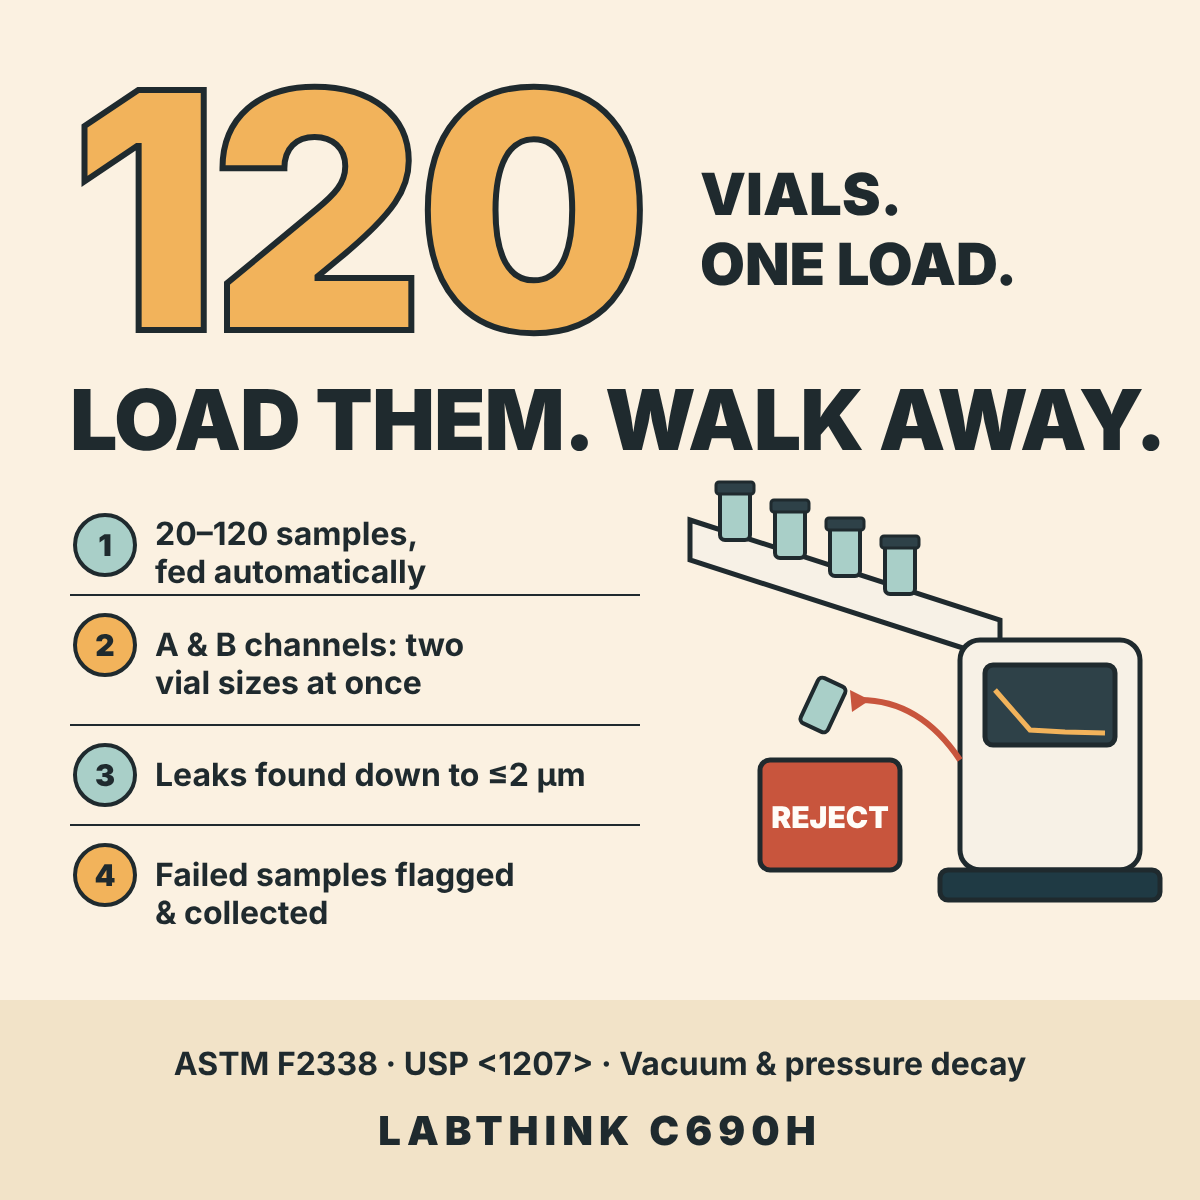 120
VIALS.
ONE LOAD.
LOAD THEM. WALK AWAY.
1
20–120 samples,
fed automatically
2
A & B channels: two
vial sizes at once
3
Leaks found down to ≤2 µm
4
Failed samples flagged
& collected
REJECT
ASTM F2338 · USP <1207> · Vacuum & pressure decay
LABTHINK C690H